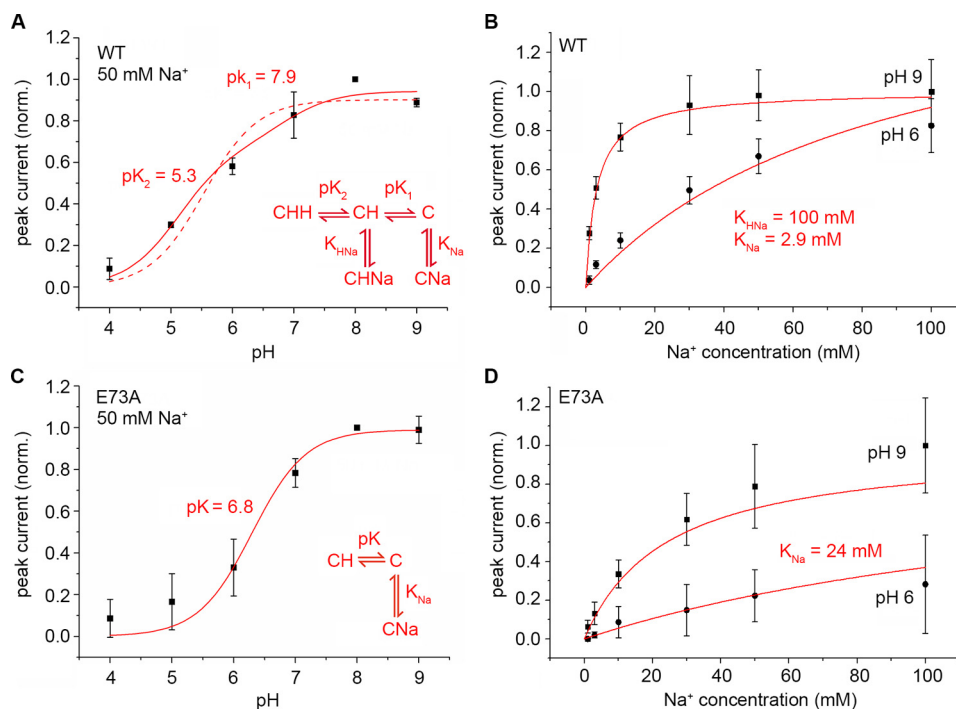 A
WT
50 mM Na⁺
pk₁ = 7.9
pK₂ = 5.3
pK₂ pK₁
CHH CH C
K_HNa K_Na
CHNa CNa
peak current (norm.)
1.2
1.0
0.8
0.6
0.4
0.2
0.0
4 5 6 7 8 9
pH
B
WT
pH 9
pH 6
K_HNa = 100 mM
K_Na = 2.9 mM
peak current (norm.)
1.2
1.0
0.8
0.6
0.4
0.2
0.0
0 20 40 60 80 100
Na⁺ concentration (mM)
C
E73A
50 mM Na⁺
pK = 6.8
pK
CH C
K_Na
CNa
peak current (norm.)
1.2
1.0
0.8
0.6
0.4
0.2
0.0
4 5 6 7 8 9
pH
D
E73A
pH 9
K_Na = 24 mM
pH 6
peak current (norm.)
1.2
1.0
0.8
0.6
0.4
0.2
0.0
0 20 40 60 80 100
Na⁺ concentration (mM)